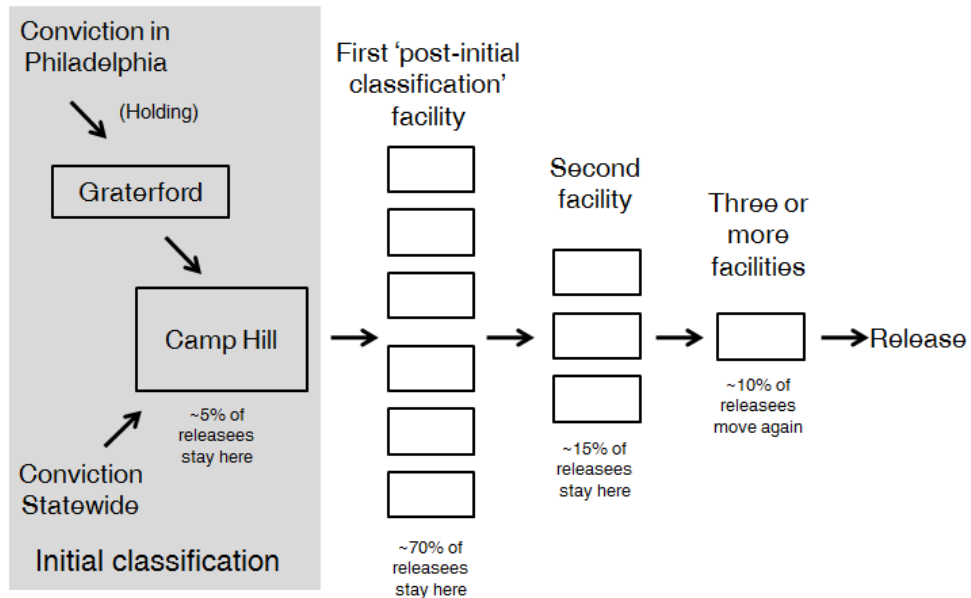 Conviction in
Philadelphia
(Holding)
Graterford
Camp Hill
~5% of
releasees
stay here
Conviction
Statewide
Initial classification
First ‘post-initial
classification’
facility
~70% of
releasees
stay here
Second
facility
~15% of
releasees
stay here
Three or
more
facilities
~10% of
releasees
move again
Release